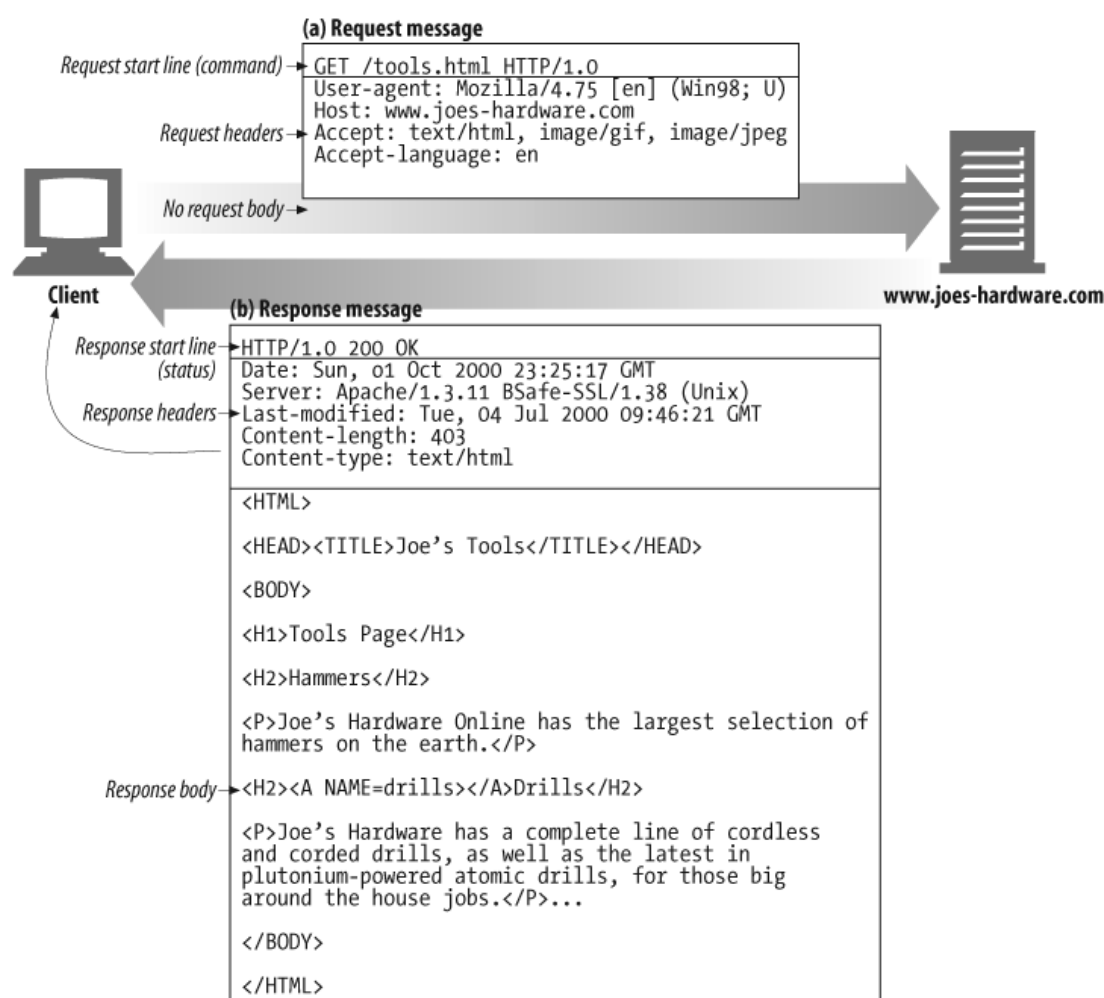 (a) Request message
Request start line (command)
GET /tools.html HTTP/1.0
User-agent: Mozilla/4.75 [en] (Win98; U)
Host: www.joes-hardware.com
Request headers
Accept: text/html, image/gif, image/jpeg
Accept-language: en
No request body
Client
www.joes-hardware.com
(b) Response message
Response start line
(status)
HTTP/1.0 200 OK
Date: Sun, 01 Oct 2000 23:25:17 GMT
Server: Apache/1.3.11 BSafe-SSL/1.38 (Unix)
Response headers
Last-modified: Tue, 04 Jul 2000 09:46:21 GMT
Content-length: 403
Content-type: text/html
<HTML>
<HEAD><TITLE>Joe's Tools</TITLE></HEAD>
<BODY>
<H1>Tools Page</H1>
<H2>Hammers</H2>
<P>Joe's Hardware Online has the largest selection of
hammers on the earth.</P>
Response body
<H2><A NAME=drills></A>Drills</H2>
<P>Joe's Hardware has a complete line of cordless
and corded drills, as well as the latest in
plutonium-powered atomic drills, for those big
around the house jobs.</P>...
</BODY>
</HTML>